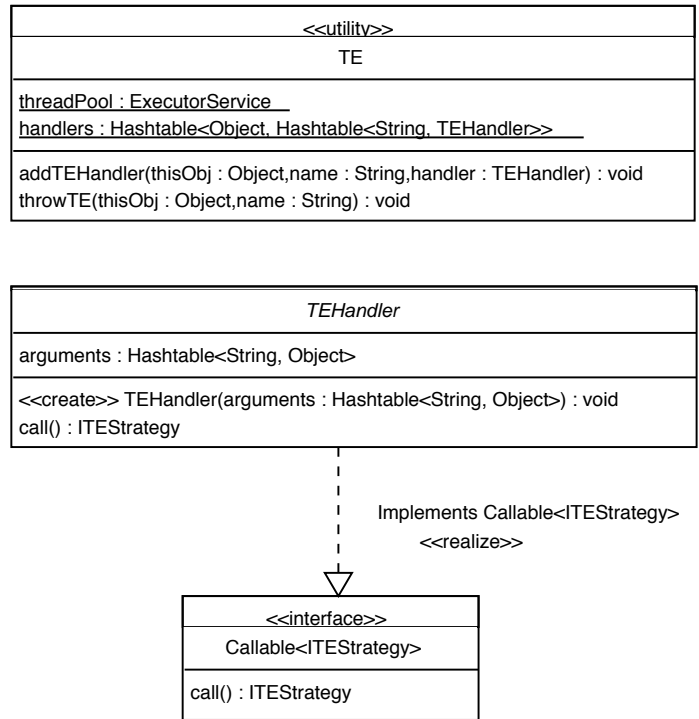 <<utility>>
TE
threadPool : ExecutorService
handlers : Hashtable<Object, Hashtable<String, TEHandler>>
addTEHandler(thisObj : Object,name : String,handler : TEHandler) : void
throwTE(thisObj : Object,name : String) : void
TEHandler
arguments : Hashtable<String, Object>
<<create>> TEHandler(arguments : Hashtable<String, Object>) : void
call() : ITEStrategy
Implements Callable<ITEStrategy>
<<realize>>
<<interface>>
Callable<ITEStrategy>
call() : ITEStrategy